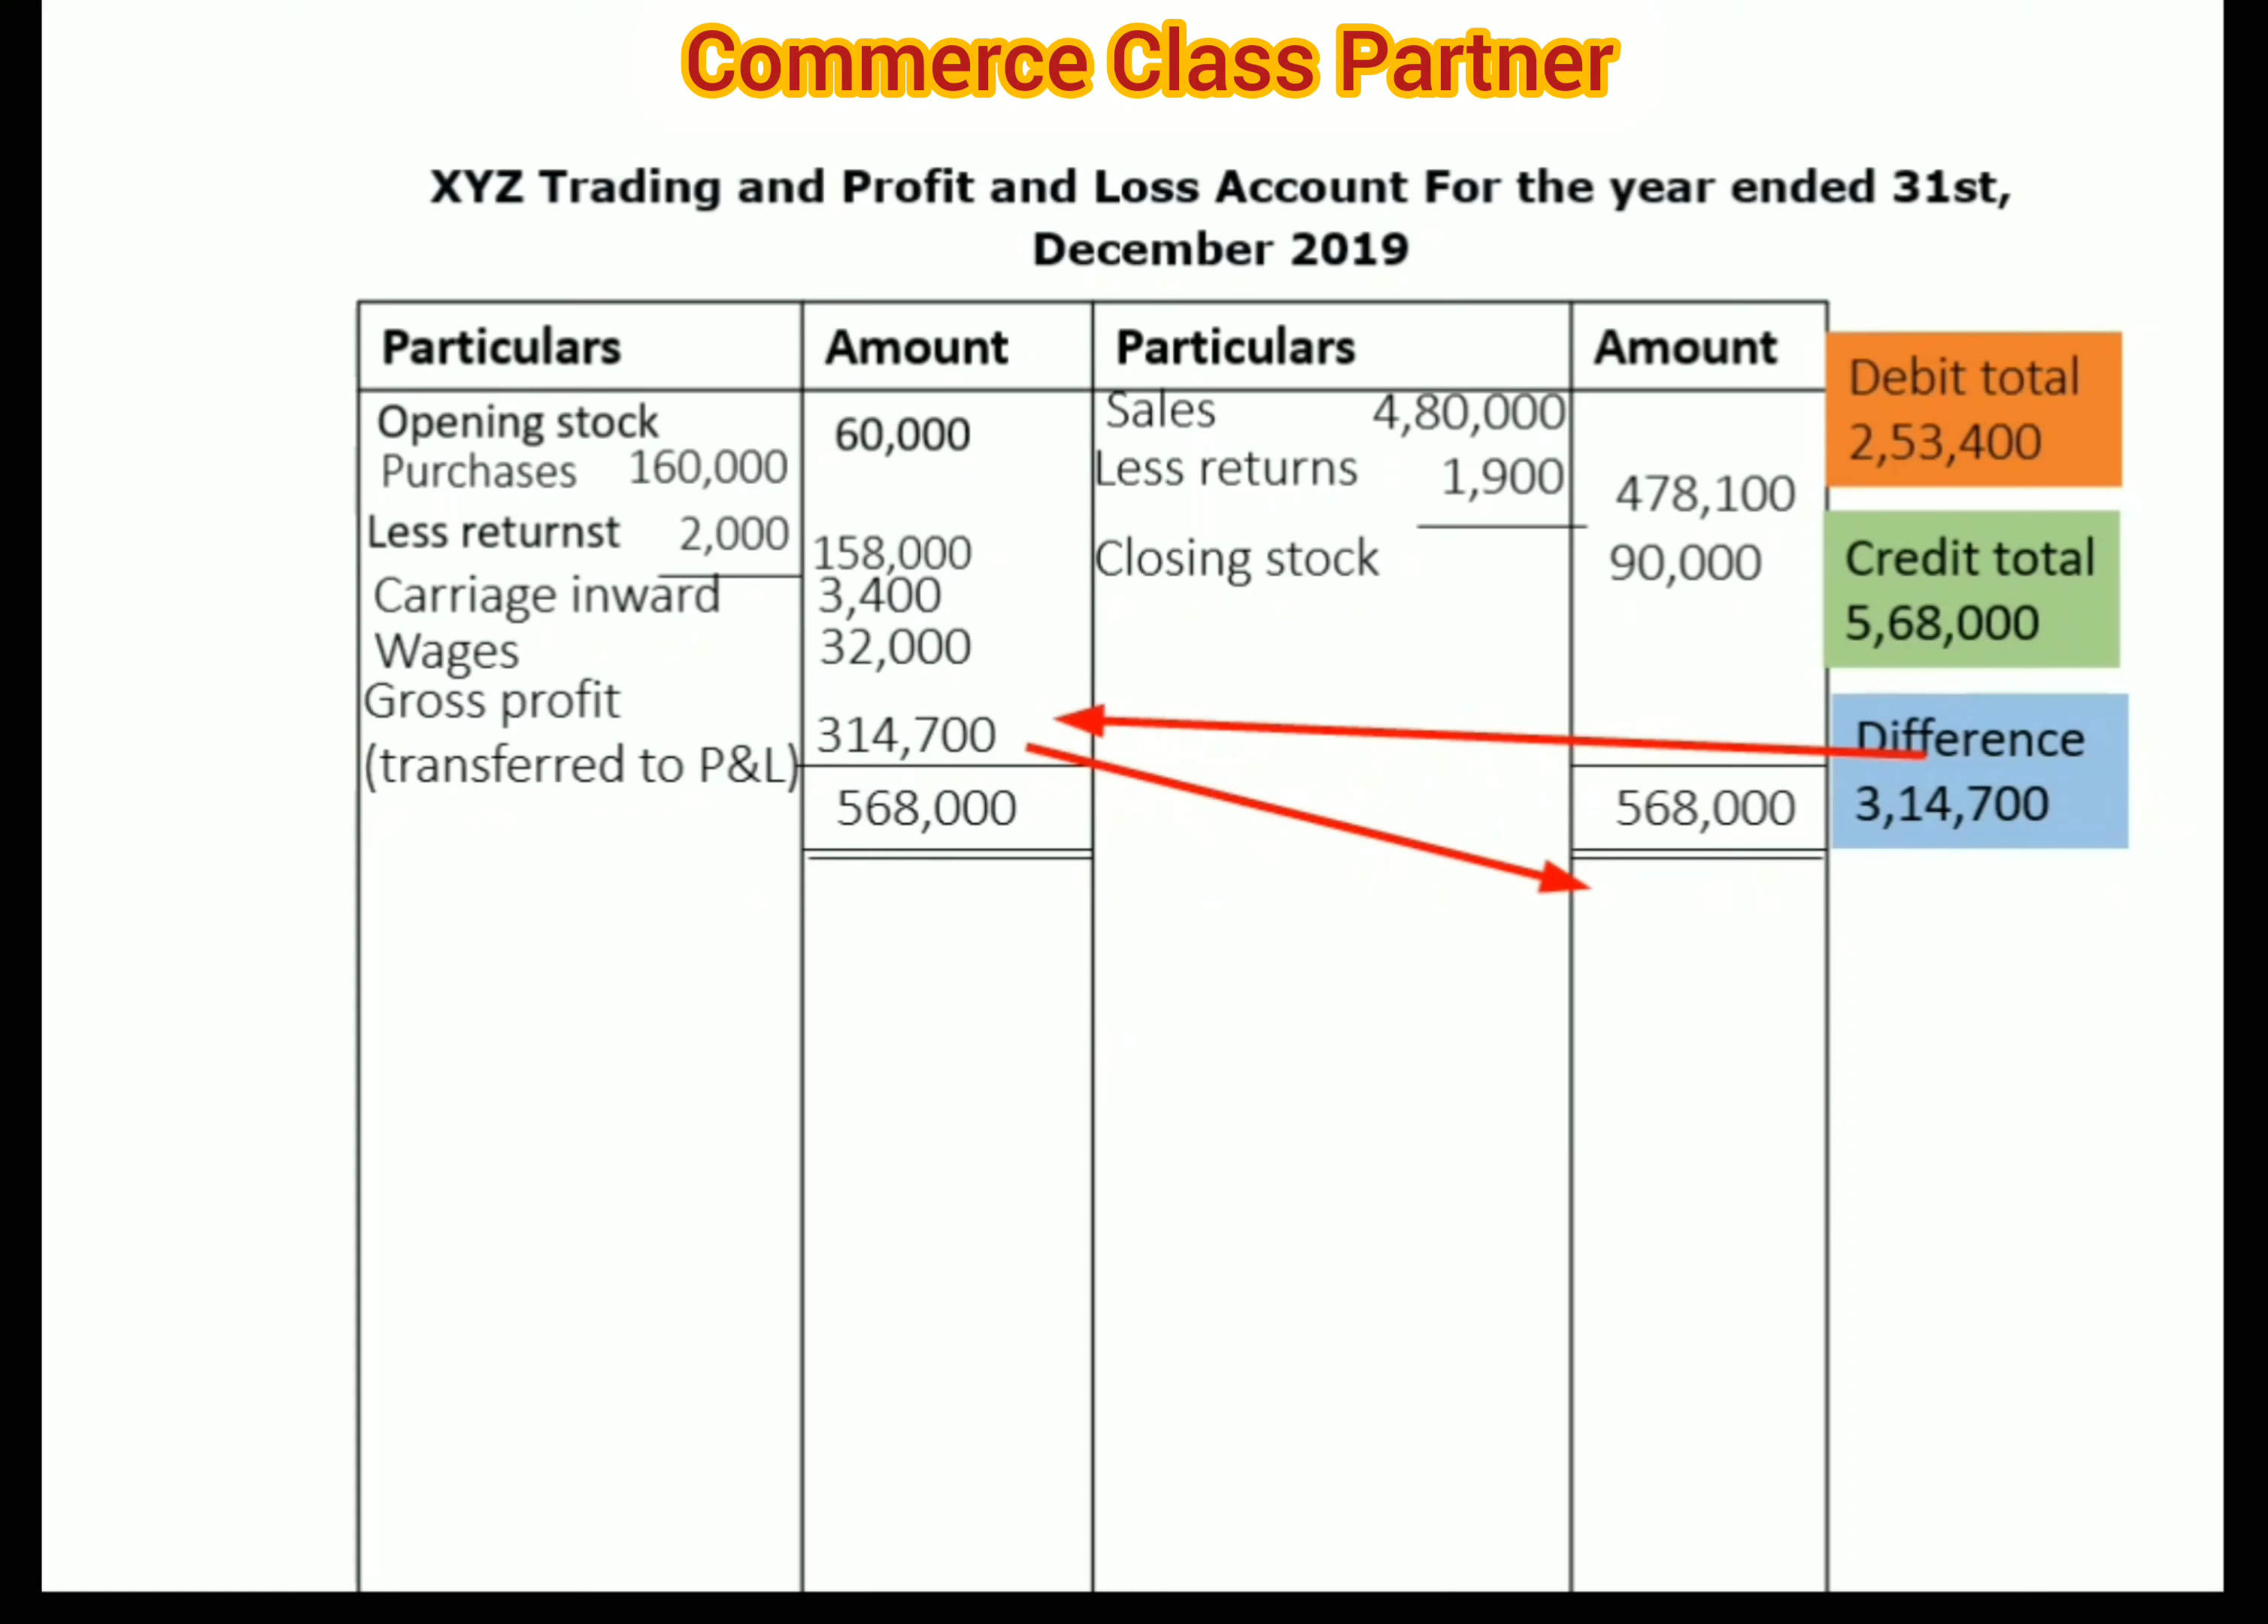 Commerce Class Partner
XYZ Trading and Profit and Loss Account For the year ended 31st,
December 2019
Particulars Amount Particulars Amount
Opening stock 60,000 Sales 4,80,000
Purchases 160,000 Less returns 1,900 478,100
Less returnst 2,000 158,000 Closing stock 90,000
Carriage inward 3,400
Wages 32,000
Gross profit
(transferred to P&L) 314,700
568,000 568,000
Debit total
2,53,400
Credit total
5,68,000
Difference
3,14,700